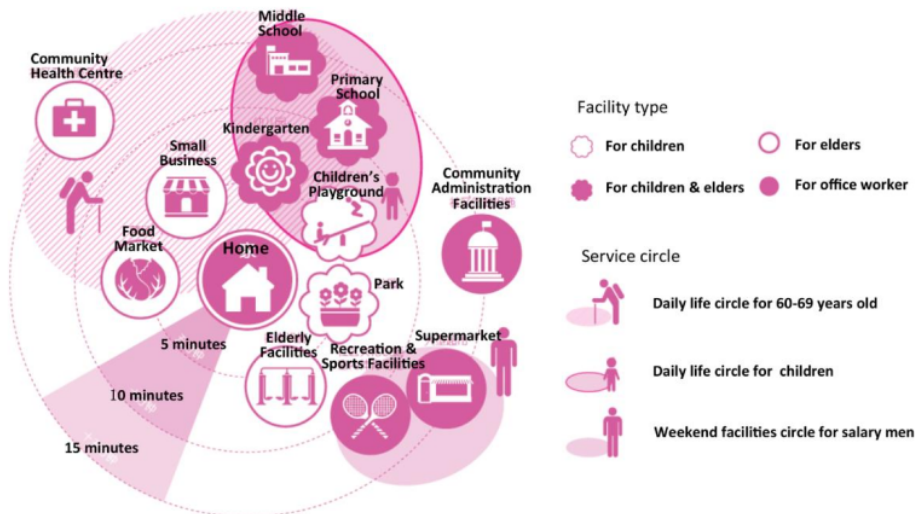 Middle
School
Community
Health Centre
Primary
School
Kindergarten
Small
Business
Children's
Playground
Community
Administration
Facilities
Food
Market
Home
Park
5 minutes
Elderly
Facilities
Recreation &
Sports Facilities
Supermarket
10 minutes
15 minutes
Facility type
For children
For elders
For children & elders
For office worker
Service circle
Daily life circle for 60-69 years old
Daily life circle for children
Weekend facilities circle for salary men